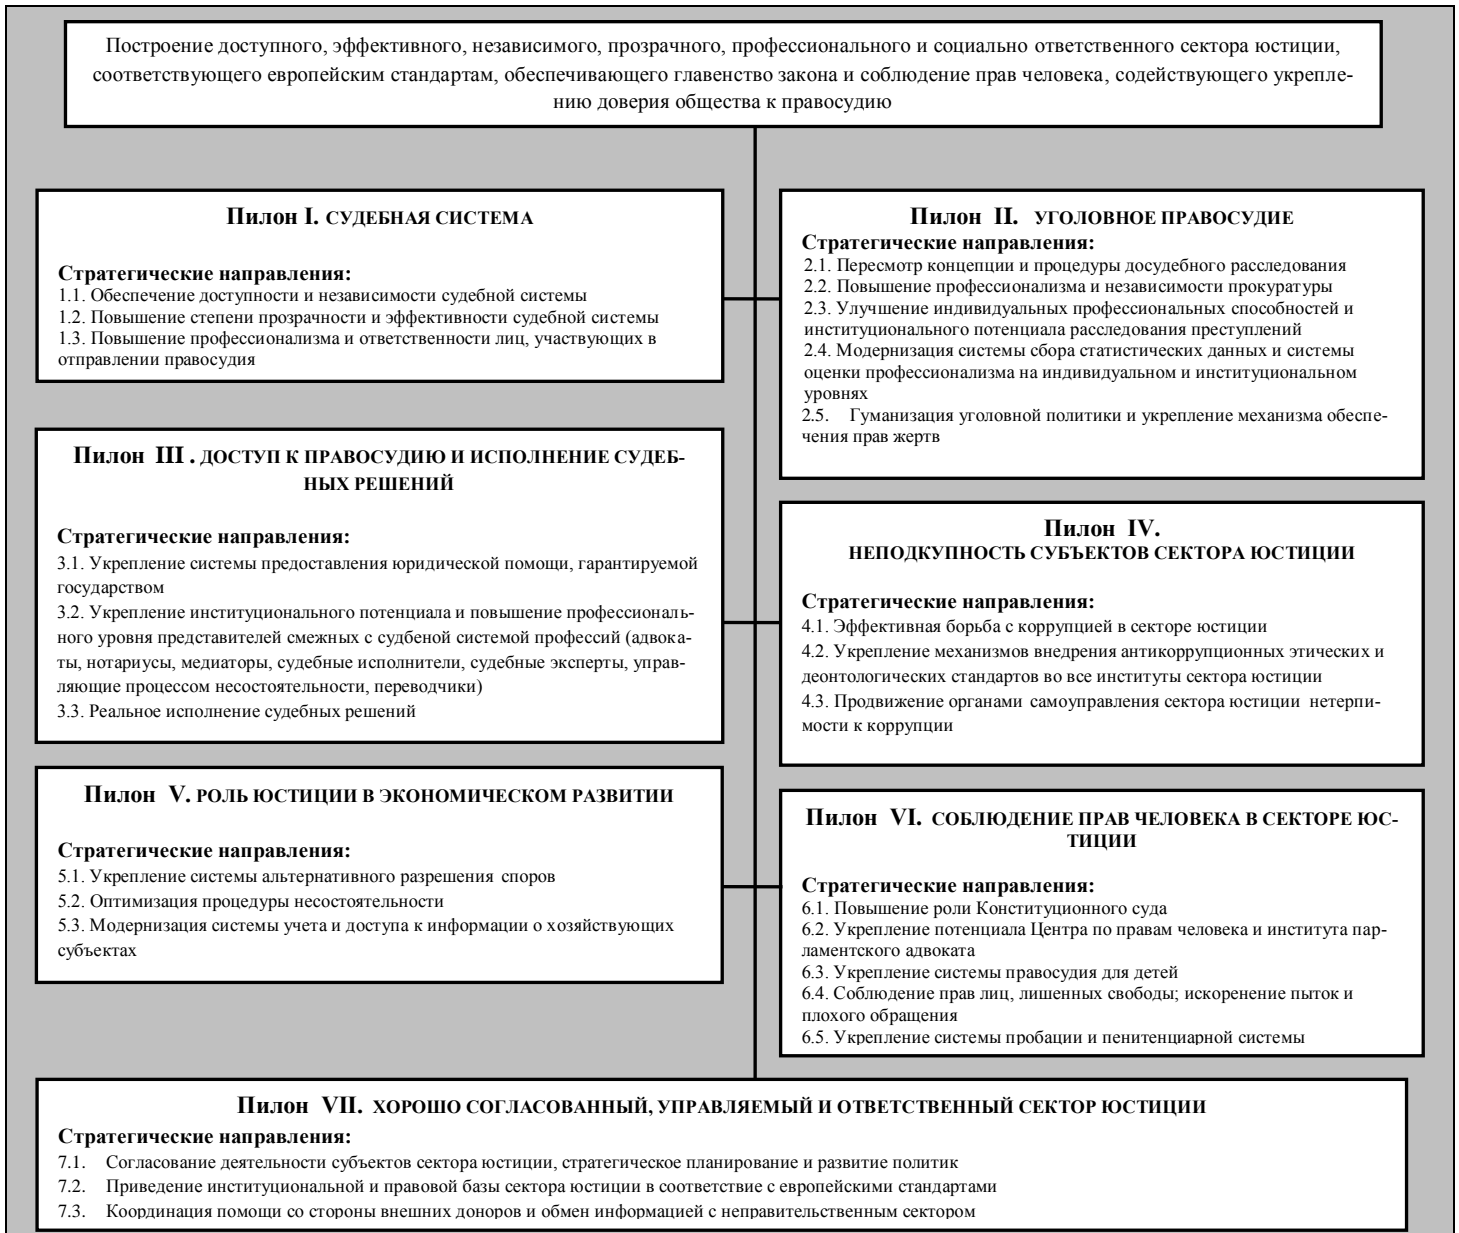 Построение доступного, эффективного, независимого, прозрачного, профессионального и социально ответственного сектора юстиции,
соответствующего европейским стандартам, обеспечивающего главенство закона и соблюдение прав человека, содействующего укрепле-
нию доверия общества к правосудию
Пилон I. СУДЕБНАЯ СИСТЕМА
Стратегические направления:
1.1. Обеспечение доступности и независимости судебной системы
1.2. Повышение степени прозрачности и эффективности судебной системы
1.3. Повышение профессионализма и ответственности лиц, участвующих в
отправлении правосудия
Пилон II. УГОЛОВНОЕ ПРАВОСУДИЕ
Стратегические направления:
2.1. Пересмотр концепции и процедуры досудебного расследования
2.2. Повышение профессионализма и независимости прокуратуры
2.3. Улучшение индивидуальных профессиональных способностей и
институционального потенциала расследования преступлений
2.4. Модернизация системы сбора статистических данных и системы
оценки профессионализма на индивидуальном и институциональном
уровнях
2.5. Гуманизация уголовной политики и укрепление механизма обеспе-
чения прав жертв
Пилон III . ДОСТУП К ПРАВОСУДИЮ И ИСПОЛНЕНИЕ СУДЕБ-
НЫХ РЕШЕНИЙ
Стратегические направления:
3.1. Укрепление системы предоставления юридической помощи, гарантируемой
государством
3.2. Укрепление институционального потенциала и повышение профессиональ-
ного уровня представителей смежных с судбеной системой профессий (адвока-
ты, нотариусы, медиаторы, судебные исполнители, судебные эксперты, управ-
ляющие процессом несостоятельности, переводчики)
3.3. Реальное исполнение судебных решений
Пилон IV.
НЕПОДКУПНОСТЬ СУБЪЕКТОВ СЕКТОРА ЮСТИЦИИ
Стратегические направления:
4.1. Эффективная борьба с коррупцией в секторе юстиции
4.2. Укрепление механизмов внедрения антикоррупционных этических и
деонтологических стандартов во все институты сектора юстиции
4.3. Продвижение органами самоуправления сектора юстиции нетерпи-
мости к коррупции
Пилон V. РОЛЬ ЮСТИЦИИ В ЭКОНОМИЧЕСКОМ РАЗВИТИИ
Стратегические направления:
5.1. Укрепление системы альтернативного разрешения споров
5.2. Оптимизация процедуры несостоятельности
5.3. Модернизация системы учета и доступа к информации о хозяйствующих
субъектах
Пилон VI. СОБЛЮДЕНИЕ ПРАВ ЧЕЛОВЕКА В СЕКТОРЕ ЮС-
ТИЦИИ
Стратегические направления:
6.1. Повышение роли Конституционного суда
6.2. Укрепление потенциала Центра по правам человека и института пар-
ламентского адвоката
6.3. Укрепление системы правосудия для детей
6.4. Соблюдение прав лиц, лишенных свободы; искоренение пыток и
плохого обращения
6.5. Укрепление системы пробации и пенитенциарной системы
Пилон VII. ХОРОШО СОГЛАСОВАННЫЙ, УПРАВЛЯЕМЫЙ И ОТВЕТСТВЕННЫЙ СЕКТОР ЮСТИЦИИ
Стратегические направления:
7.1. Согласование деятельности субъектов сектора юстиции, стратегическое планирование и развитие политик
7.2. Приведение институциональной и правовой базы сектора юстиции в соответствие с европейскими стандартами
7.3. Координация помощи со стороны внешних доноров и обмен информацией с неправительственным сектором